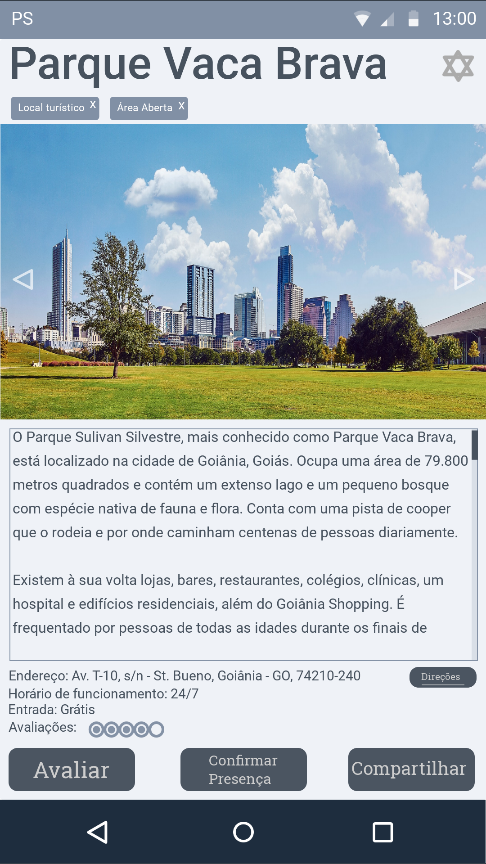 PS 13:00
Parque Vaca Brava
Local turístico X Área Aberta X
O Parque Sulivan Silvestre, mais conhecido como Parque Vaca Brava,
está localizado na cidade de Goiânia, Goiás. Ocupa uma área de 79.800
metros quadrados e contém um extenso lago e um pequeno bosque
com espécie nativa de fauna e flora. Conta com uma pista de cooper
que o rodeia e por onde caminham centenas de pessoas diariamente.
Existem à sua volta lojas, bares, restaurantes, colégios, clínicas, um
hospital e edifícios residenciais, além do Goiânia Shopping. É
frequentado por pessoas de todas as idades durante os finais de
Endereço: Av. T-10, s/n - St. Bueno, Goiânia - GO, 74210-240
Direções
Horário de funcionamento: 24/7
Entrada: Grátis
Avaliações:
Avaliar
Confirmar
Presença
Compartilhar